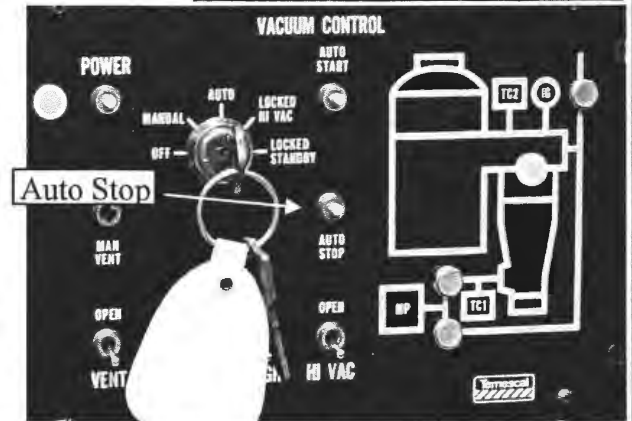 VACUUM CONTROL
POWER
AUTO START
MANUAL
AUTO
LOCKED HI VAC
OFF
LOCKED STANDBY
TC2
IG
Auto Stop
MAN VENT
AUTO STOP
MP
TC1
OPEN
VENT
OPEN
HI VAC
Temescal